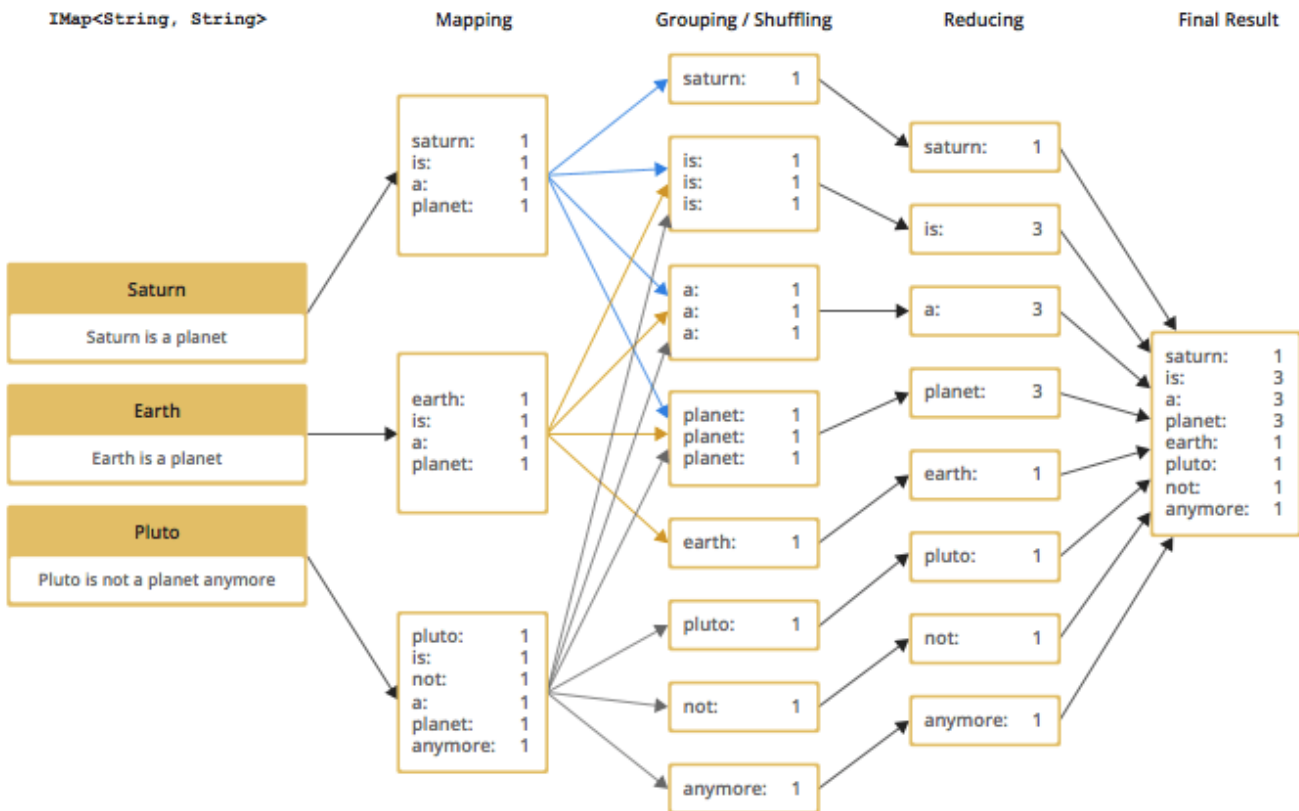 IMap<String, String>
Mapping
Grouping / Shuffling
Reducing
Final Result
Saturn
Saturn is a planet
Earth
Earth is a planet
Pluto
Pluto is not a planet anymore
saturn: 1
is: 1
a: 1
planet: 1
earth: 1
is: 1
a: 1
planet: 1
pluto: 1
is: 1
not: 1
a: 1
planet: 1
anymore: 1
saturn: 1
is: 1
is: 1
is: 1
a: 1
a: 1
a: 1
planet: 1
planet: 1
planet: 1
earth: 1
pluto: 1
not: 1
anymore: 1
saturn: 1
is: 3
a: 3
planet: 3
earth: 1
pluto: 1
not: 1
anymore: 1
saturn: 1
is: 3
a: 3
planet: 3
earth: 1
pluto: 1
not: 1
anymore: 1